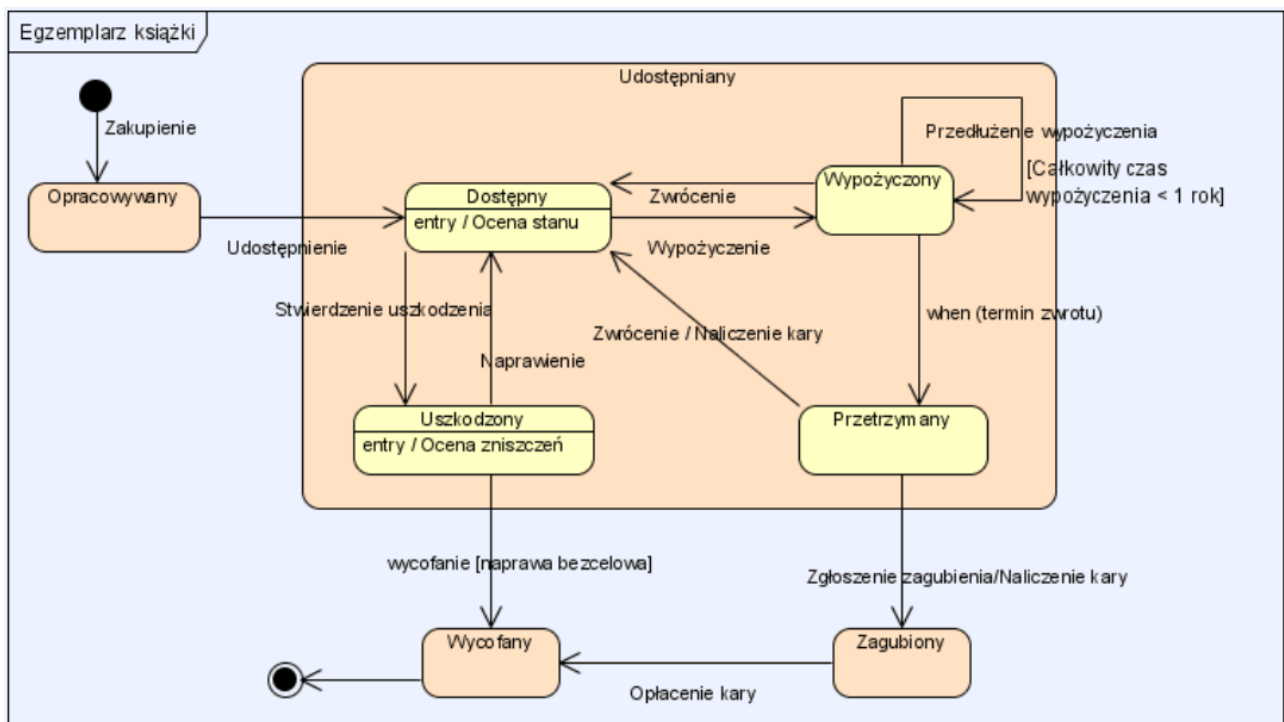 Egzemplarz książki
Udostępniany
Zakupienie
Przedłużenie wypożyczenia
[Całkowity czas
wypożyczenia < 1 rok]
Opracowywany
Dostępny
entry / Ocena stanu
Zwrócenie
Wypożyczony
Udostępnienie
Wypożyczenie
Stwierdzenie uszkodzenia
when (termin zwrotu)
Zwrócenie / Naliczenie kary
Naprawienie
Uszkodzony
entry / Ocena zniszczeń
Przetrzymany
wycofanie [naprawa bezcelowa]
Zgłoszenie zagubienia/Naliczenie kary
Wycofany
Zagubiony
Opłacenie kary